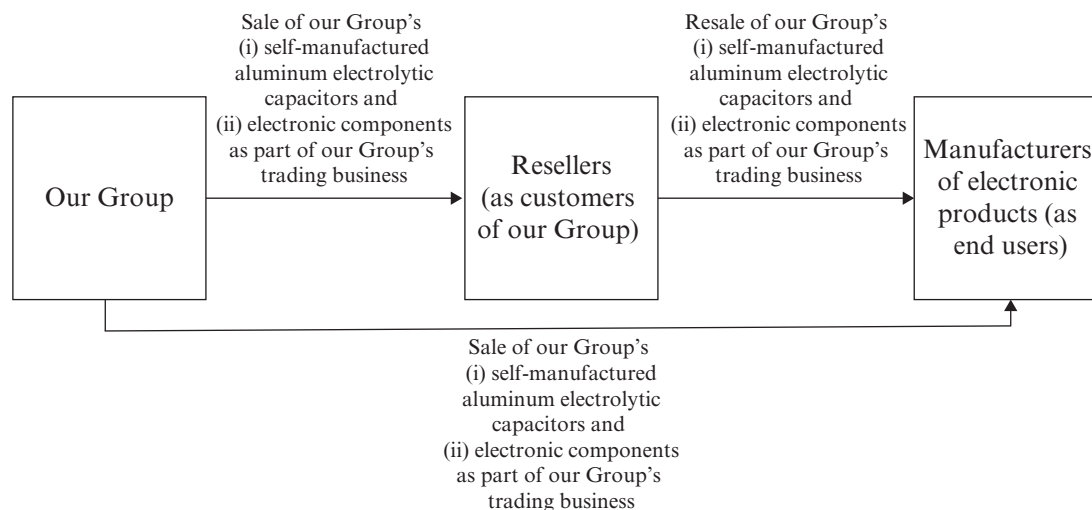 Sale of our Group's
(i) self-manufactured
aluminum electrolytic
capacitors and
(ii) electronic components
as part of our Group's
trading business
Resale of our Group's
(i) self-manufactured
aluminum electrolytic
capacitors and
(ii) electronic components
as part of our Group's
trading business
Our Group
Resellers
(as customers
of our Group)
Manufacturers
of electronic
products (as
end users)
Sale of our Group's
(i) self-manufactured
aluminum electrolytic
capacitors and
(ii) electronic components
as part of our Group's
trading business